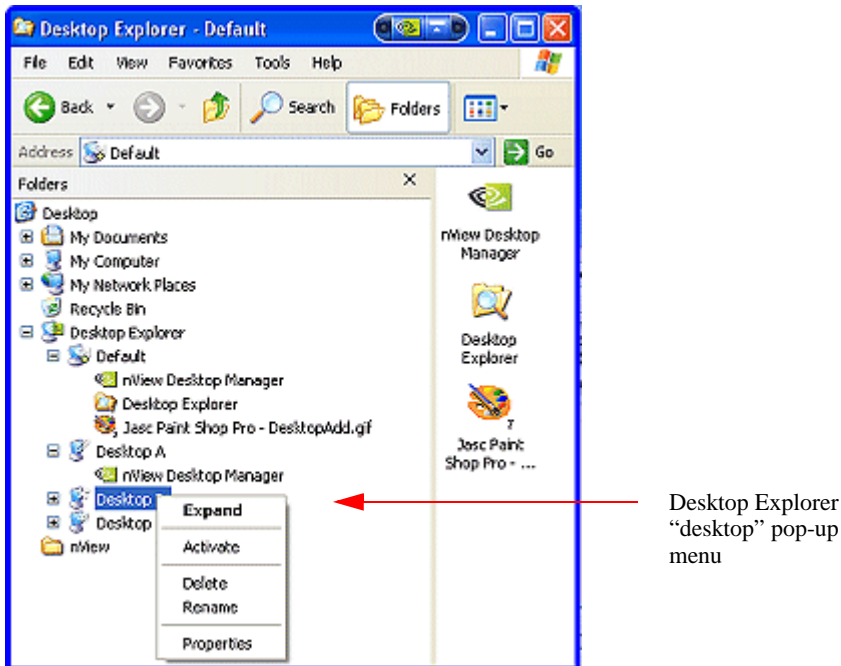 Desktop Explorer - Default
File Edit View Favorites Tools Help
Back Search Folders
Address Default Go
Folders
Desktop
My Documents
My Computer
My Network Places
Recycle Bin
Desktop Explorer
Default
nView Desktop Manager
Desktop Explorer
Jasc Paint Shop Pro - DesktopAdd.gif
Desktop A
nView Desktop Manager
Desktop
Desktop
nView
Expand
Activate
Delete
Rename
Properties
nView Desktop
Manager
Desktop
Explorer
Jasc Paint
Shop Pro - ...
Desktop Explorer
“desktop” pop-up
menu